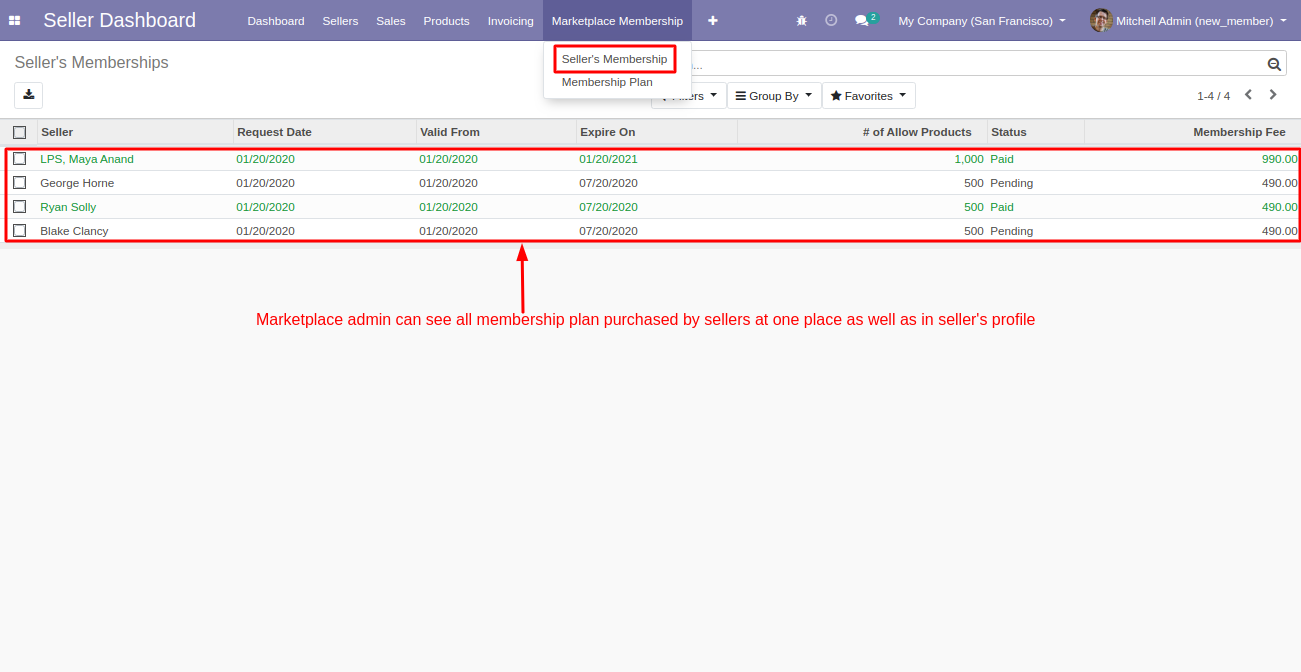 Seller Dashboard Dashboard Sellers Sales Products Invoicing Marketplace Membership 2 My Company (San Francisco) Mitchell Admin (new_member)
Seller's Memberships
Seller's Membership
Membership Plan
Group By Favorites 1-4 / 4
Seller Request Date Valid From Expire On # of Allow Products Status Membership Fee
LPS, Maya Anand 01/20/2020 01/20/2020 01/20/2021 1,000 Paid 990.00
George Horne 01/20/2020 01/20/2020 07/20/2020 500 Pending 490.00
Ryan Solly 01/20/2020 01/20/2020 07/20/2020 500 Paid 490.00
Blake Clancy 01/20/2020 01/20/2020 07/20/2020 500 Pending 490.00
Marketplace admin can see all membership plan purchased by sellers at one place as well as in seller's profile